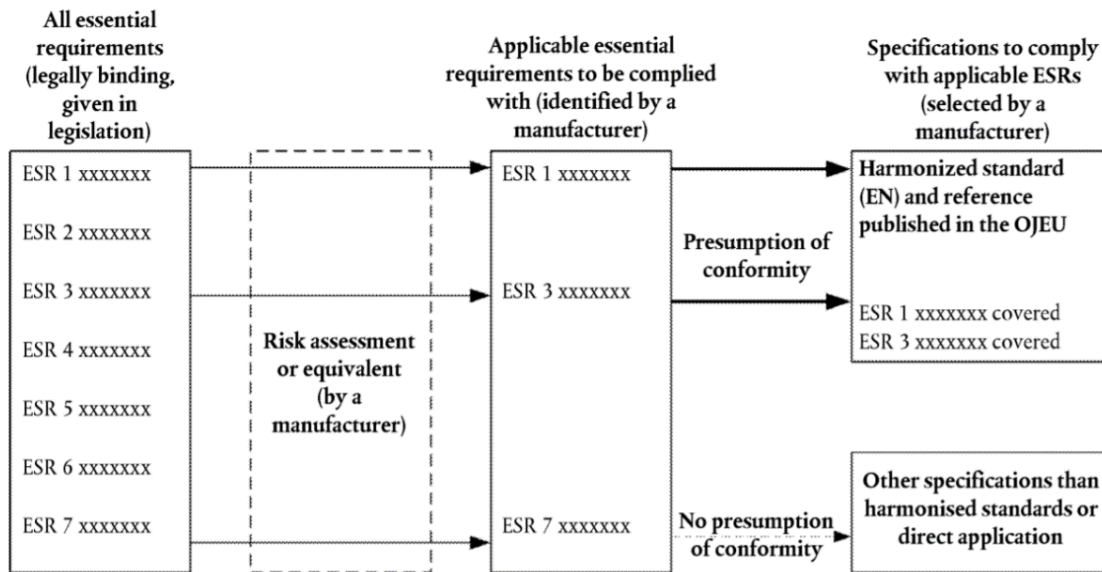 All essential
requirements
(legally binding,
given in
legislation)
ESR 1 xxxxxxx
ESR 2 xxxxxxx
ESR 3 xxxxxxx
ESR 4 xxxxxxx
ESR 5 xxxxxxx
ESR 6 xxxxxxx
ESR 7 xxxxxxx
Risk assessment
or equivalent
(by a
manufacturer)
Applicable essential
requirements to be complied
with (identified by a
manufacturer)
ESR 1 xxxxxxx
ESR 3 xxxxxxx
ESR 7 xxxxxxx
Presumption of
conformity
No presumption
of conformity
Specifications to comply
with applicable ESRs
(selected by a
manufacturer)
Harmonized standard
(EN) and reference
published in the OJEU
ESR 1 xxxxxxx covered
ESR 3 xxxxxxx covered
Other specifications than
harmonised standards or
direct application